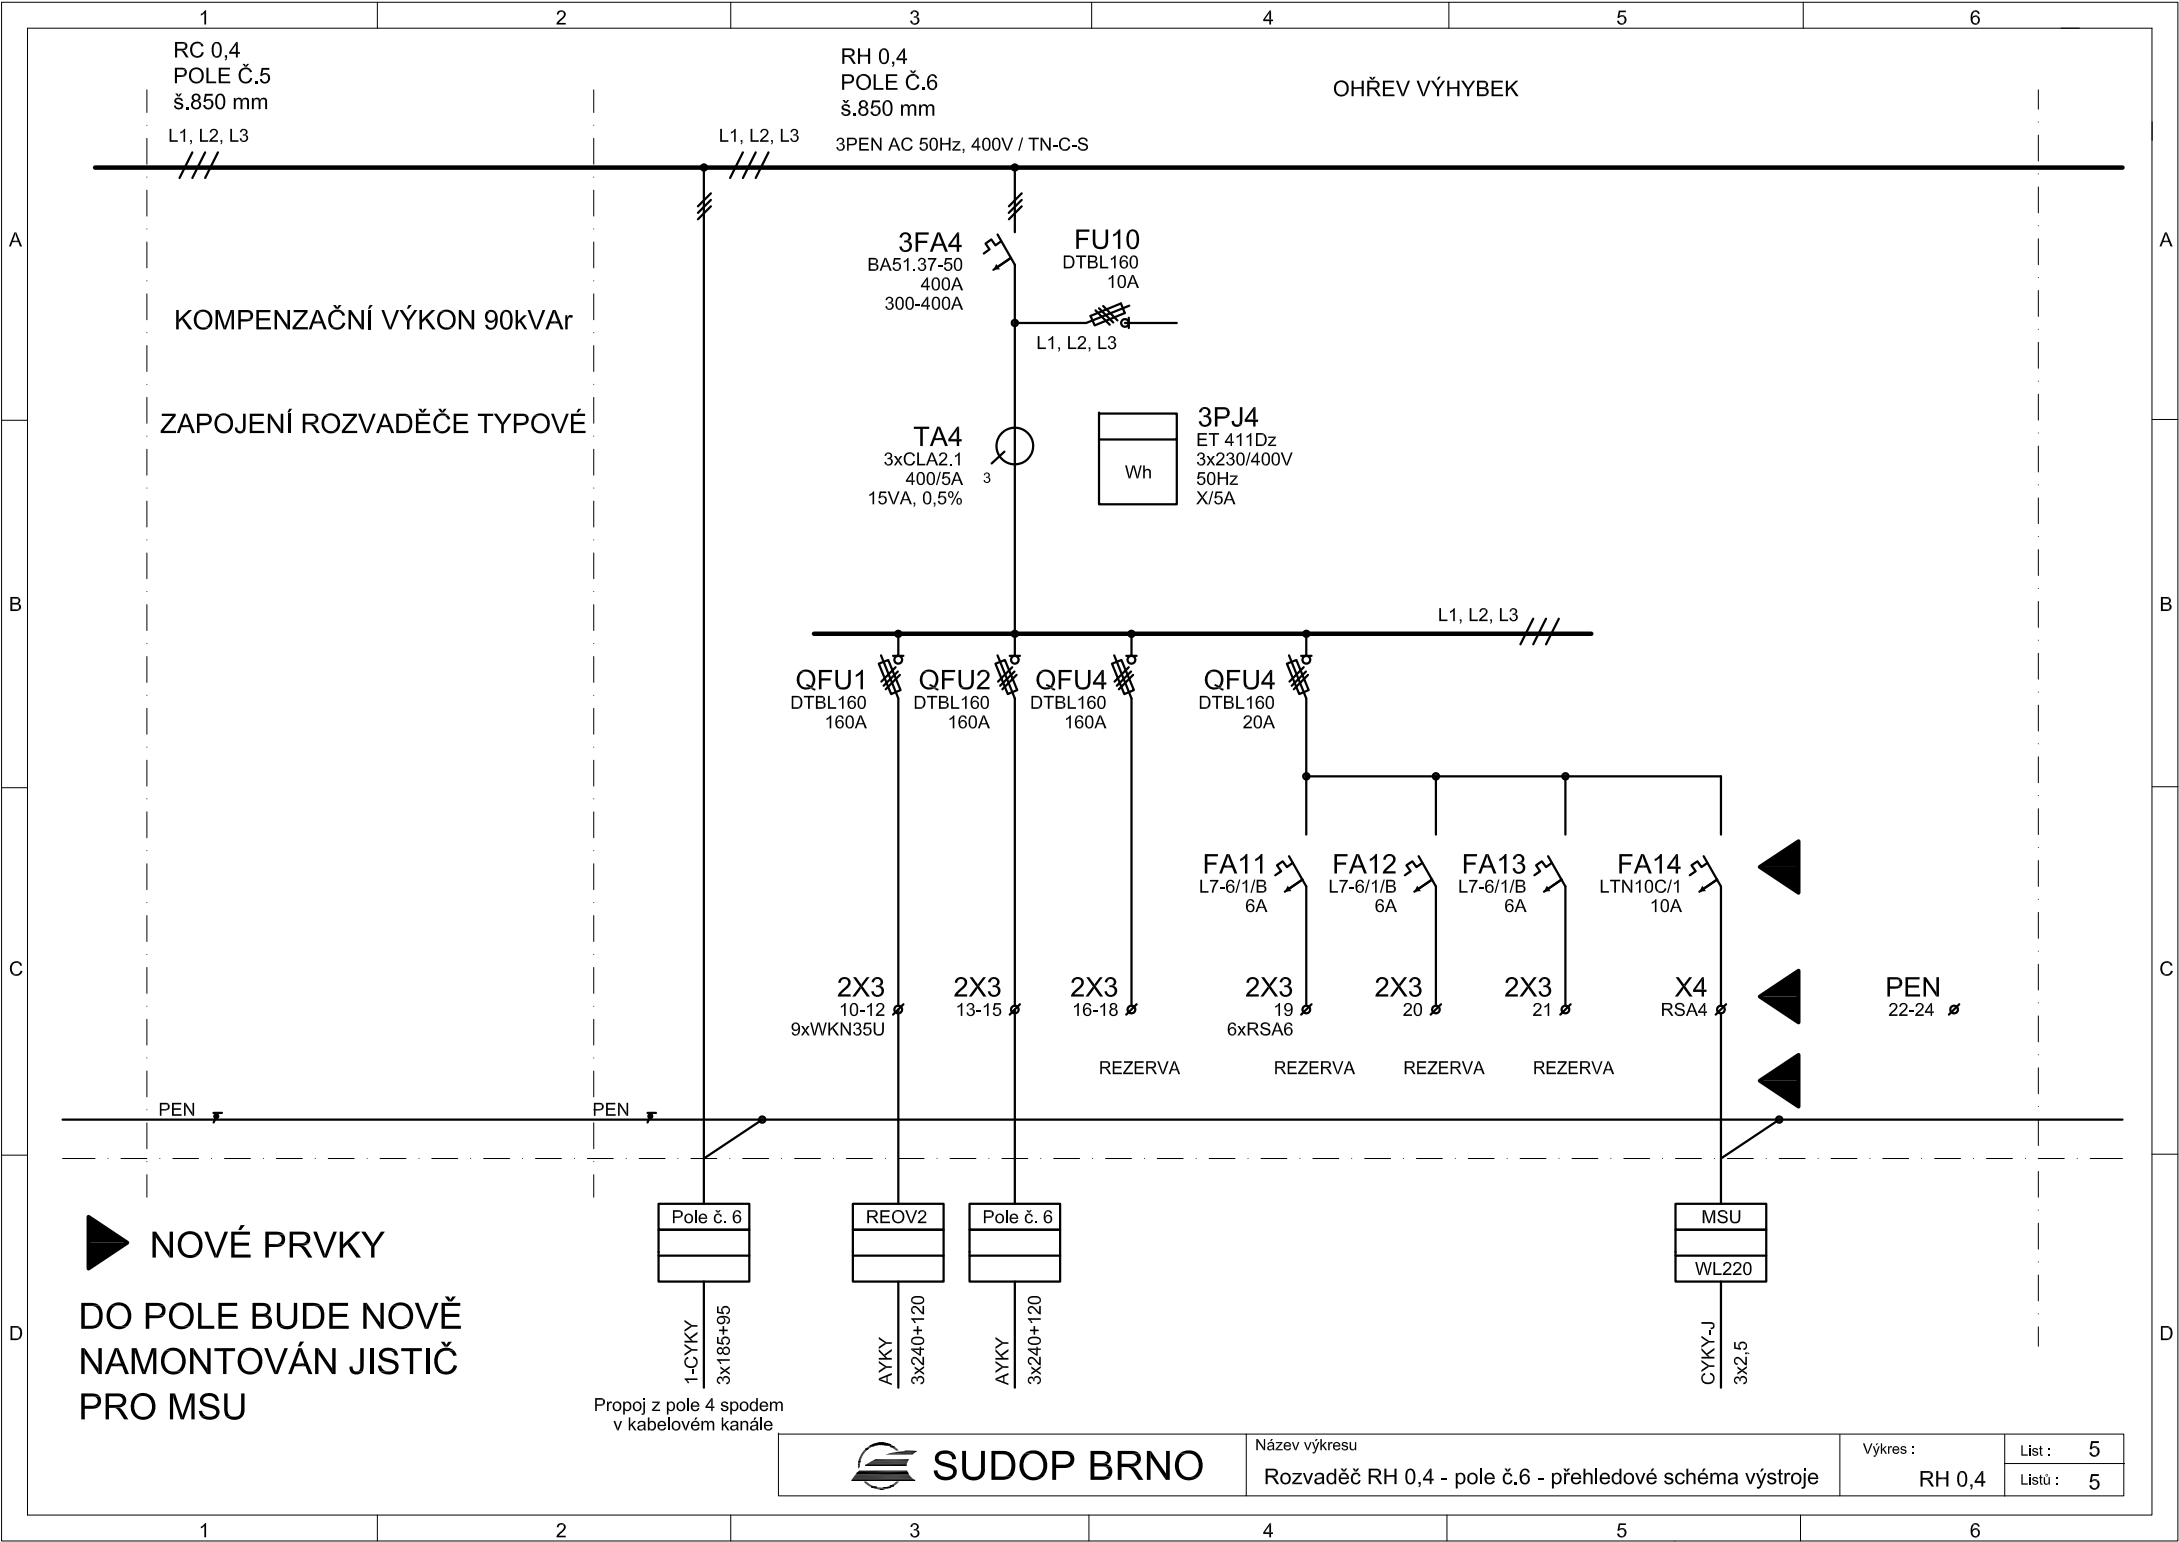 1 2 3 4 5 6
RC 0,4
POLE Č.5
š.850 mm
RH 0,4
POLE Č.6
š.850 mm
OHŘEV VÝHYBEK
L1, L2, L3
L1, L2, L3
3PEN AC 50Hz, 400V / TN-C-S
A
A
3FA4
BA51.37-50
400A
300-400A
FU10
DTBL160
10A
L1, L2, L3
KOMPENZAČNÍ VÝKON 90kVAr
ZAPOJENÍ ROZVADĚČE TYPOVÉ
TA4
3xCLA2.1
400/5A
15VA, 0,5%
3
Wh
3PJ4
ET 411Dz
3x230/400V
50Hz
X/5A
B
B
L1, L2, L3
QFU1
DTBL160
160A
QFU2
DTBL160
160A
QFU4
DTBL160
160A
QFU4
DTBL160
20A
FA11
L7-6/1/B
6A
FA12
L7-6/1/B
6A
FA13
L7-6/1/B
6A
FA14
LTN10C/1
10A
C
C
2X3
10-12
9xWKN35U
2X3
13-15
2X3
16-18
2X3
19
6xRSA6
2X3
20
2X3
21
X4
RSA4
PEN
22-24
REZERVA
REZERVA
REZERVA
REZERVA
PEN
PEN
Pole č. 6
REOV2
Pole č. 6
MSU
WL220
NOVÉ PRVKY
DO POLE BUDE NOVĚ
NAMONTOVÁN JISTIČ
PRO MSU
D
D
1-CYKY
3x185+95
AYKY
3x240+120
AYKY
3x240+120
CYKY-J
3x2,5
Propoj z pole 4 spodem
v kabelovém kanále
SUDOP BRNO
Název výkresu
Rozvaděč RH 0,4 - pole č.6 - přehledové schéma výstroje
Výkres :
RH 0,4
List : 5
Listů : 5
1 2 3 4 5 6